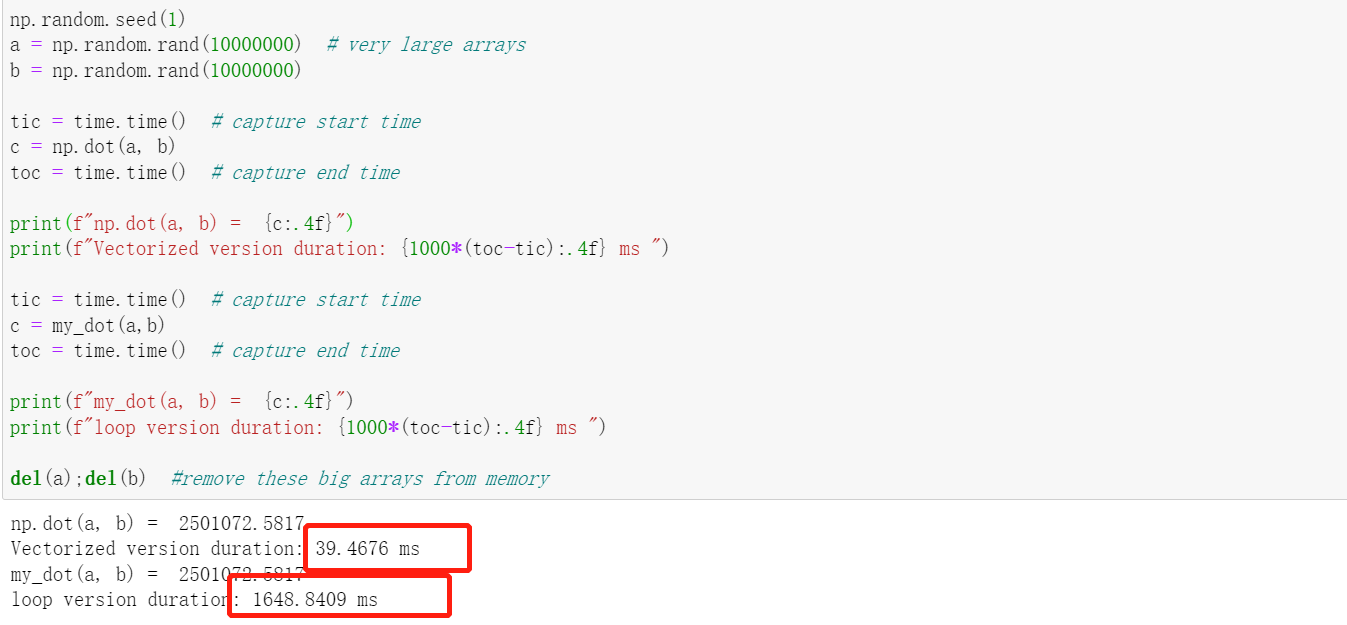 np.random.seed(1)
a = np.random.rand(10000000)  # very large arrays
b = np.random.rand(10000000)
tic = time.time()  # capture start time
c = np.dot(a, b)
toc = time.time()  # capture end time
print(f"np.dot(a, b) =  {c:.4f}")
print(f"Vectorized version duration: {1000*(toc-tic):.4f} ms ")
tic = time.time()  # capture start time
c = my_dot(a,b)
toc = time.time()  # capture end time
print(f"my_dot(a, b) =  {c:.4f}")
print(f"loop version duration: {1000*(toc-tic):.4f} ms ")
del(a);del(b)  #remove these big arrays from memory
np.dot(a, b) =  2501072.5817
Vectorized version duration: 39.4676 ms
my_dot(a, b) =  2501072.5817
loop version duration: 1648.8409 ms